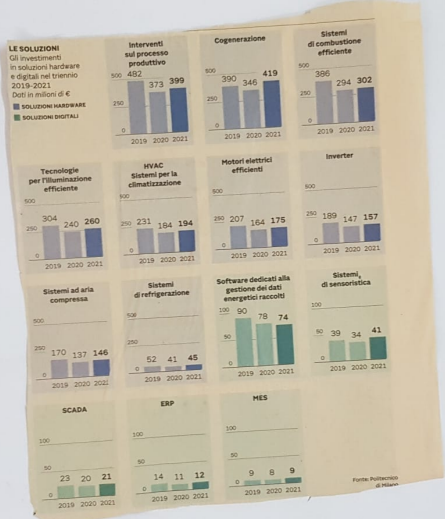 LE SOLUZIONI
Gli investimenti
in soluzioni hardware
e digitali nel triennio
2019-2021
Dati in milioni di €
SOLUZIONI HARDWARE
SOLUZIONI DIGITALI
Interventi
sul processo
produttivo
500
250
0
482
373
399
2019 2020 2021
Cogenerazione
500
250
0
390
346
419
2019 2020 2021
Sistemi
di combustione
efficiente
500
250
0
386
294
302
2019 2020 2021
Tecnologie
per l'illuminazione
efficiente
500
250
0
304
240
260
2019 2020 2021
HVAC
Sistemi per la
climatizzazione
500
250
0
231
184
194
2019 2020 2021
Motori elettrici
efficienti
500
250
0
207
164
175
2019 2020 2021
Inverter
500
250
0
189
147
157
2019 2020 2021
Sistemi ad aria
compressa
500
250
0
170
137
146
2019 2020 2021
Sistemi
di refrigerazione
500
250
0
52
41
45
2019 2020 2021
Software dedicati alla
gestione dei dati
energetici raccolti
100
50
0
90
78
74
2019 2020 2021
Sistemi
di sensoristica
100
50
0
39
34
41
2019 2020 2021
SCADA
100
50
0
23
20
21
2019 2020 2021
ERP
100
50
0
14
11
12
2019 2020 2021
MES
100
50
0
9
8
9
2019 2020 2021
Fonte: Politecnico
di Milano